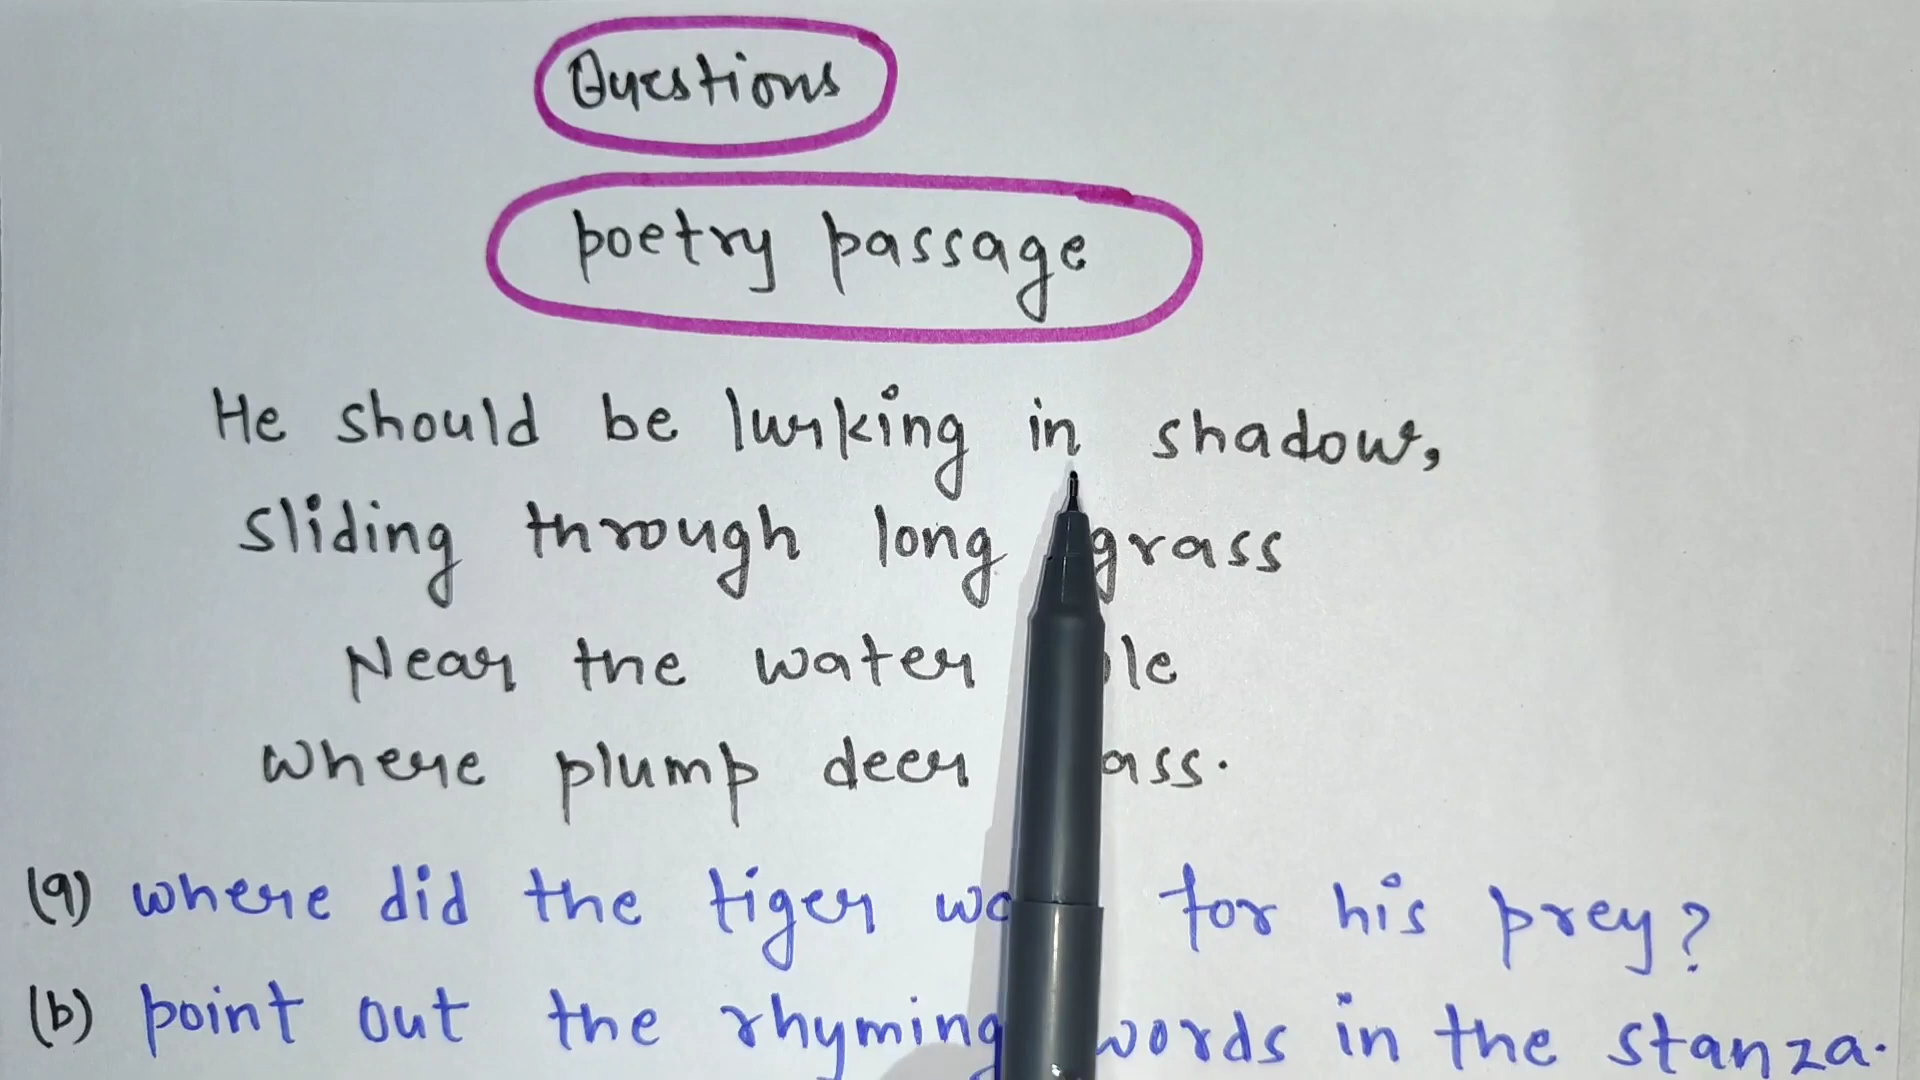 Questions
poetry passage
He should be lurking in shadow,
sliding through long grass
Near the water
where plump deer
(a) where did the tiger for his prey?
(b) point out the rhyming words in the stanza.